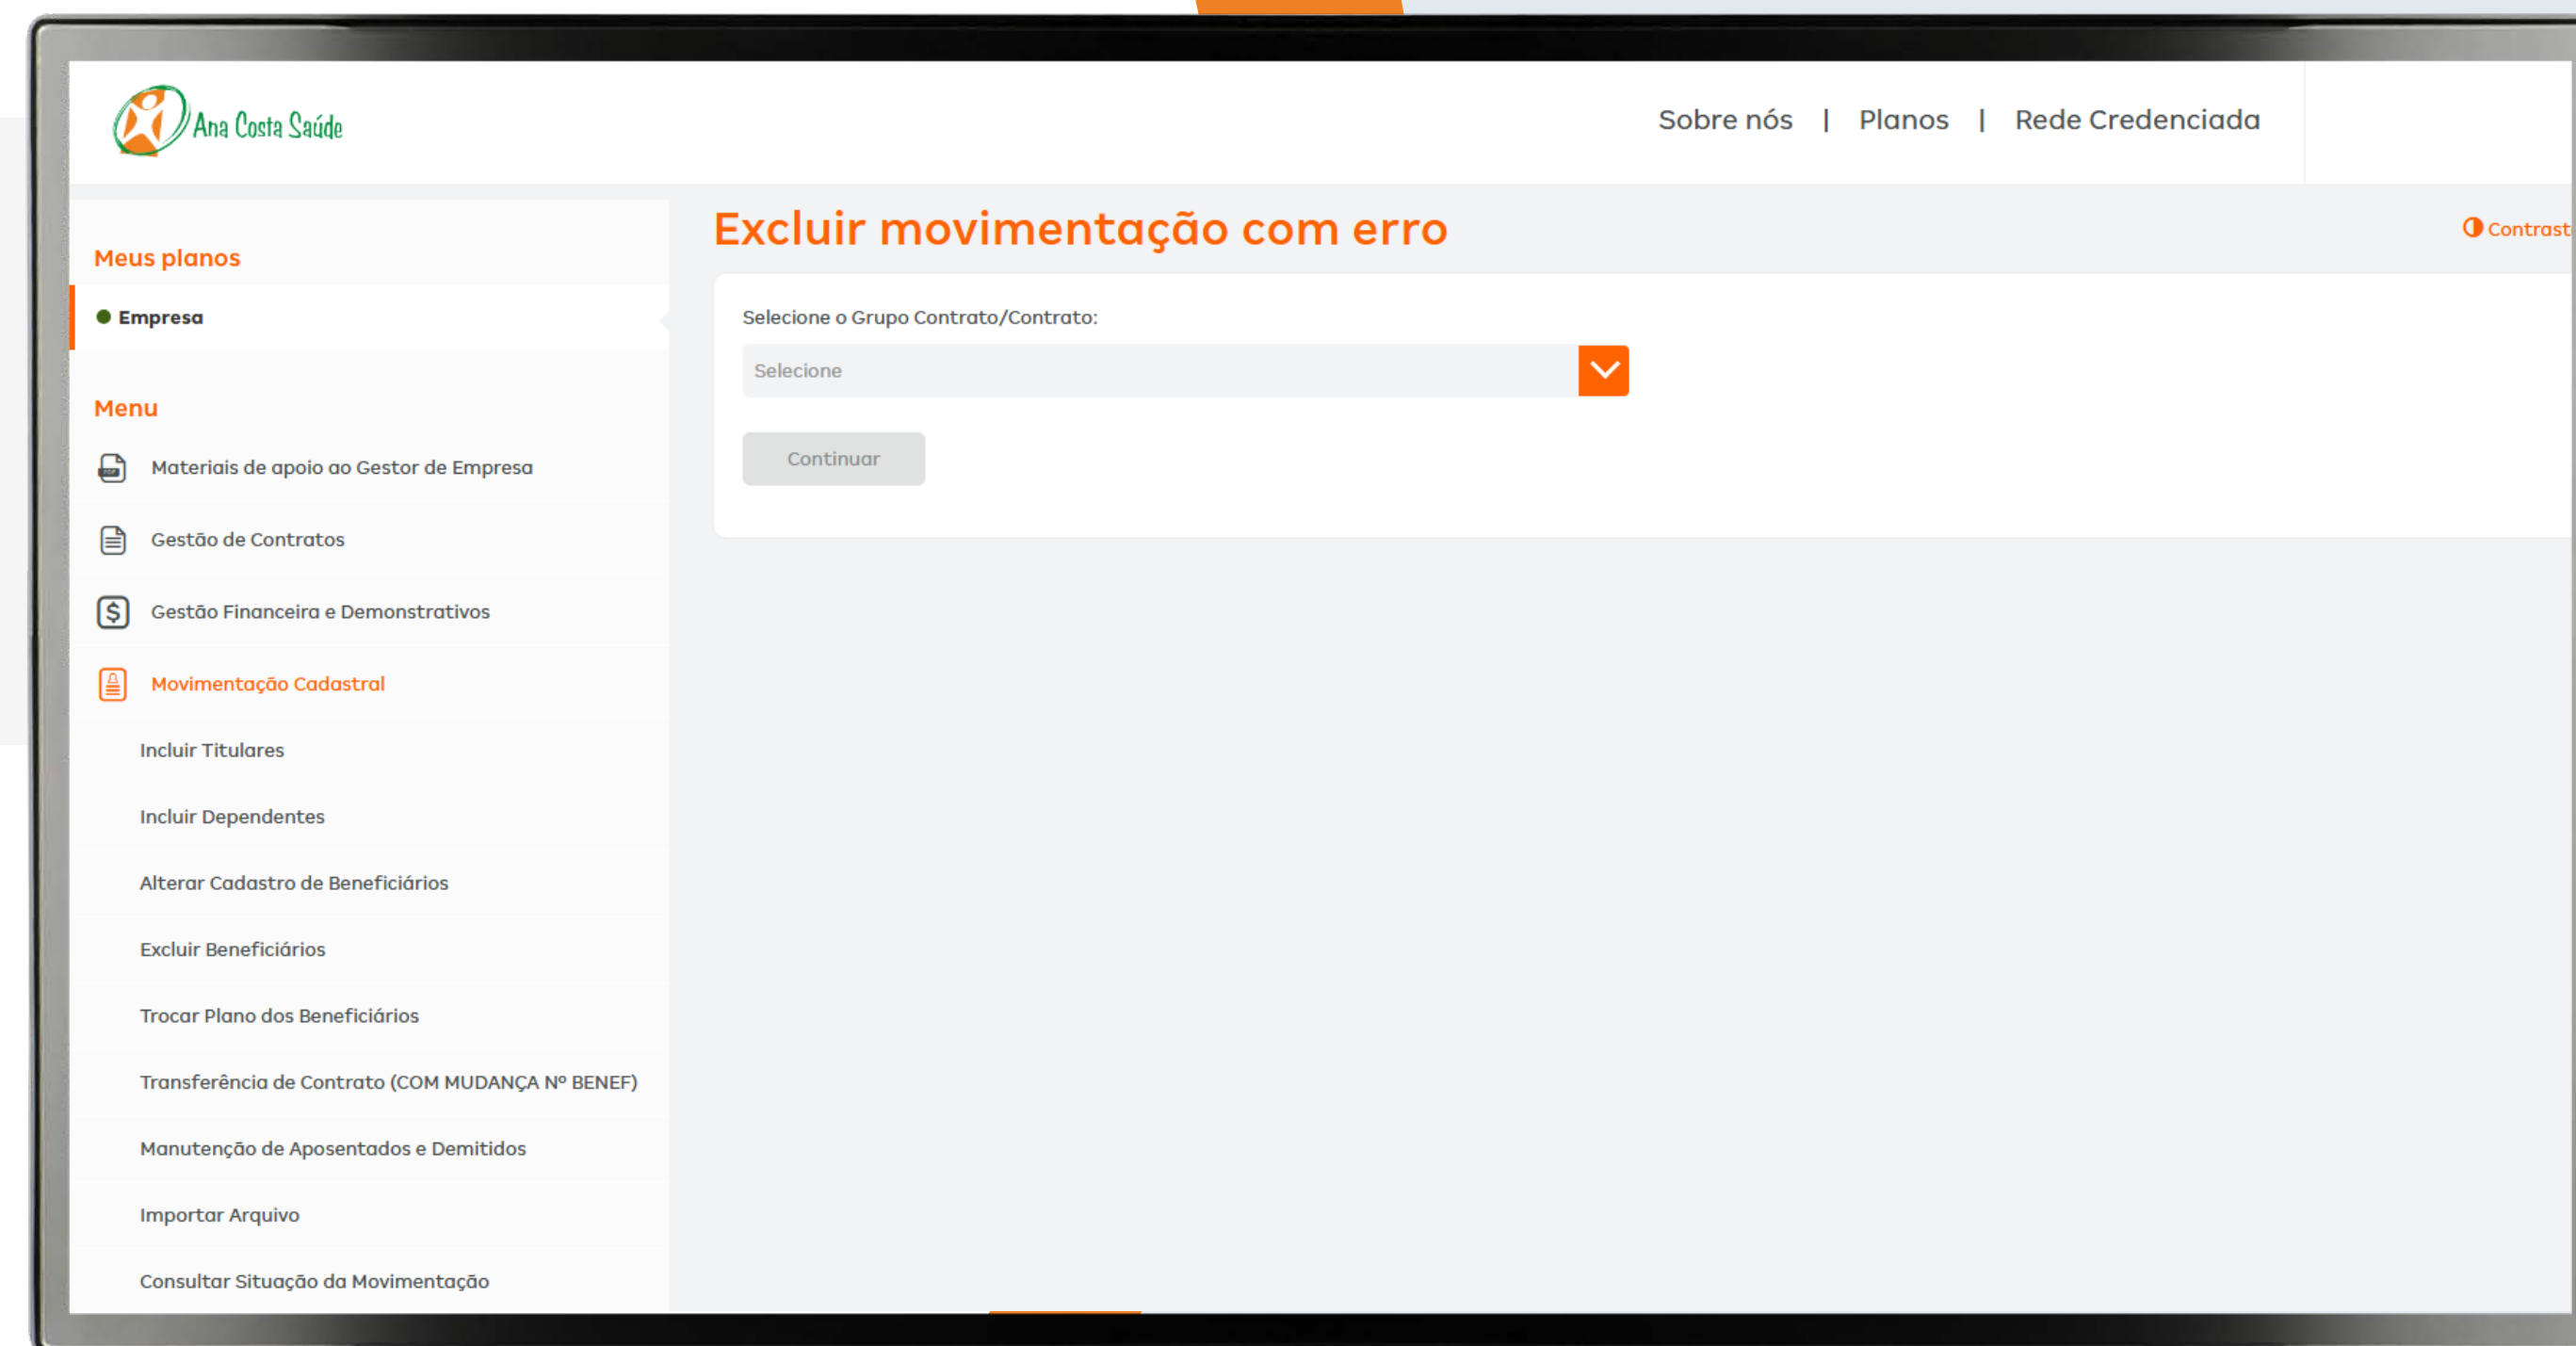 Ana Costa Saúde
Sobre nós | Planos | Rede Credenciada
Excluir movimentação com erro
Contrast
Meus planos
Empresa
Selecione o Grupo Contrato/Contrato:
Selecione
Continuar
Menu
Materiais de apoio ao Gestor de Empresa
Gestão de Contratos
Gestão Financeira e Demonstrativos
Movimentação Cadastral
Incluir Titulares
Incluir Dependentes
Alterar Cadastro de Beneficiários
Excluir Beneficiários
Trocar Plano dos Beneficiários
Transferência de Contrato (COM MUDANÇA Nº BENEF)
Manutenção de Aposentados e Demitidos
Importar Arquivo
Consultar Situação da Movimentação